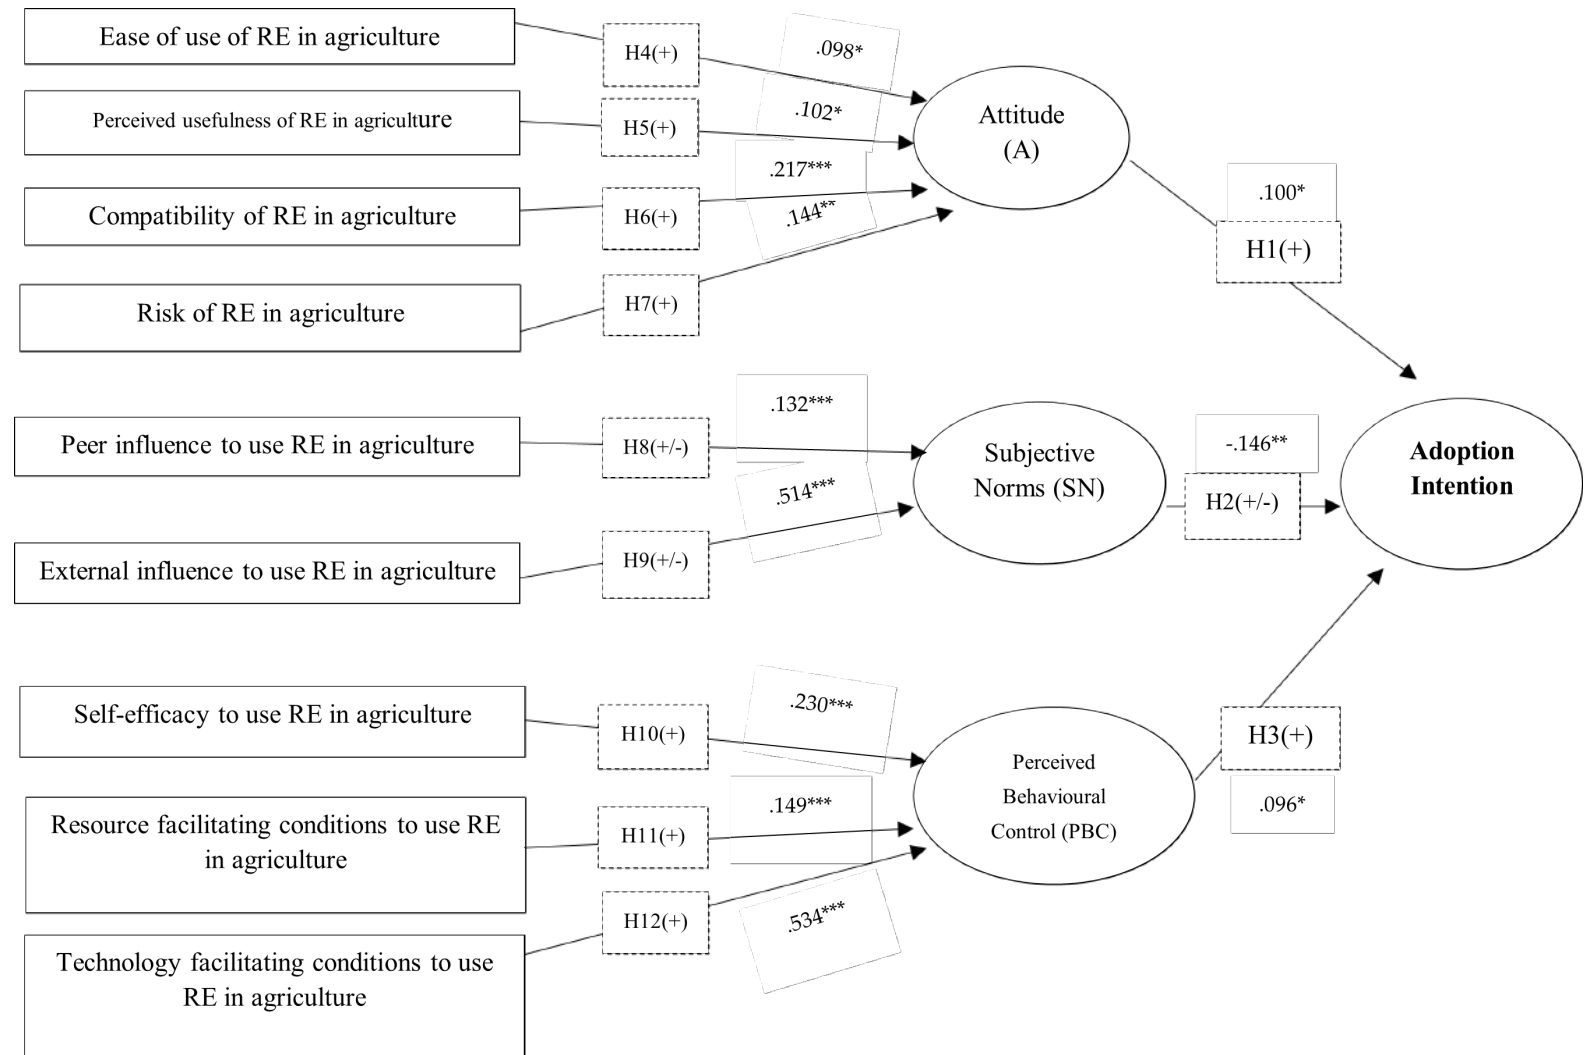 Ease of use of RE in agriculture
H4(+)
.098*
Perceived usefulness of RE in agriculture
H5(+)
.102*
Compatibility of RE in agriculture
H6(+)
.217***
Risk of RE in agriculture
H7(+)
.144**
Attitude
(A)
.100*
H1(+)
Peer influence to use RE in agriculture
H8(+/-)
.132***
External influence to use RE in agriculture
H9(+/-)
.514***
Subjective
Norms (SN)
-.146**
H2(+/-)
Adoption
Intention
Self-efficacy to use RE in agriculture
H10(+)
.230***
Resource facilitating conditions to use RE
in agriculture
H11(+)
.149***
Technology facilitating conditions to use
RE in agriculture
H12(+)
.534***
Perceived
Behavioural
Control (PBC)
H3(+)
.096*